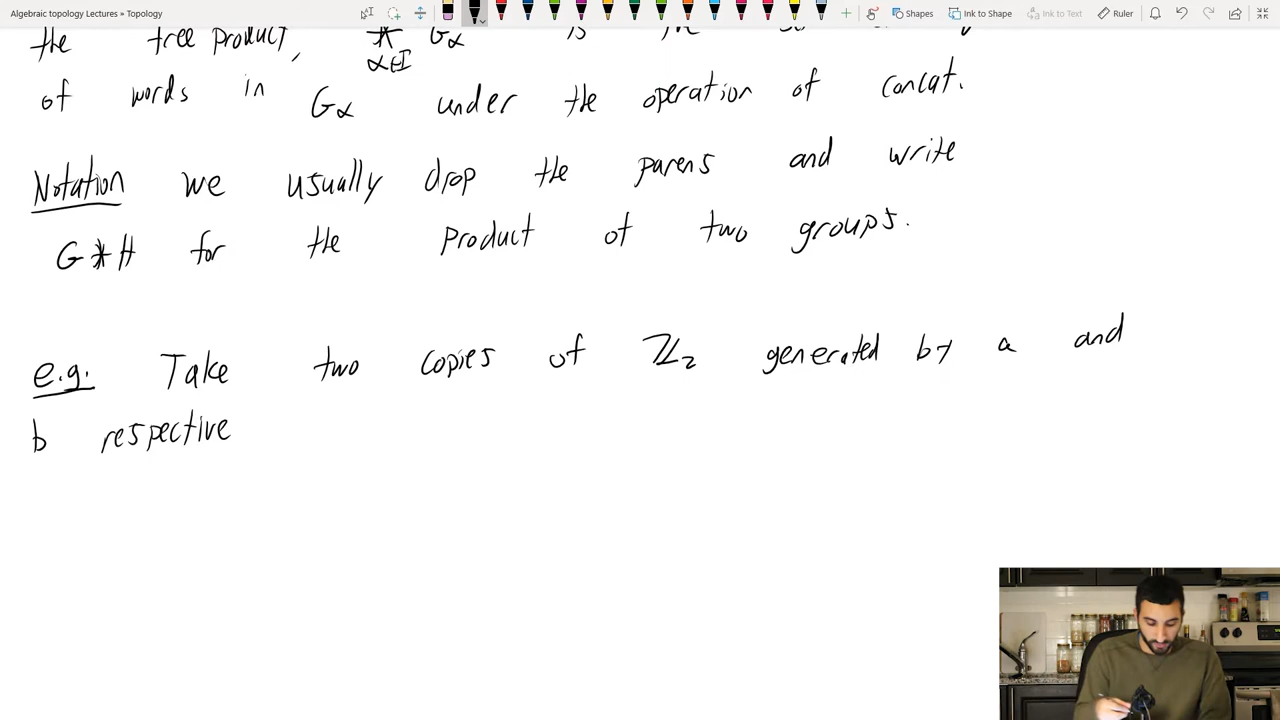 Algebraic topology Lectures – Topology
Shapes Ink to Shape Ink to Text Ruler
the free product, * Gα is the
α∈I
of words in Gα under the operation of concat.
Notation we usually drop the parens and write
G*H for the product of two groups.
e.g. Take two copies of ℤ₂ generated by a and
b respective